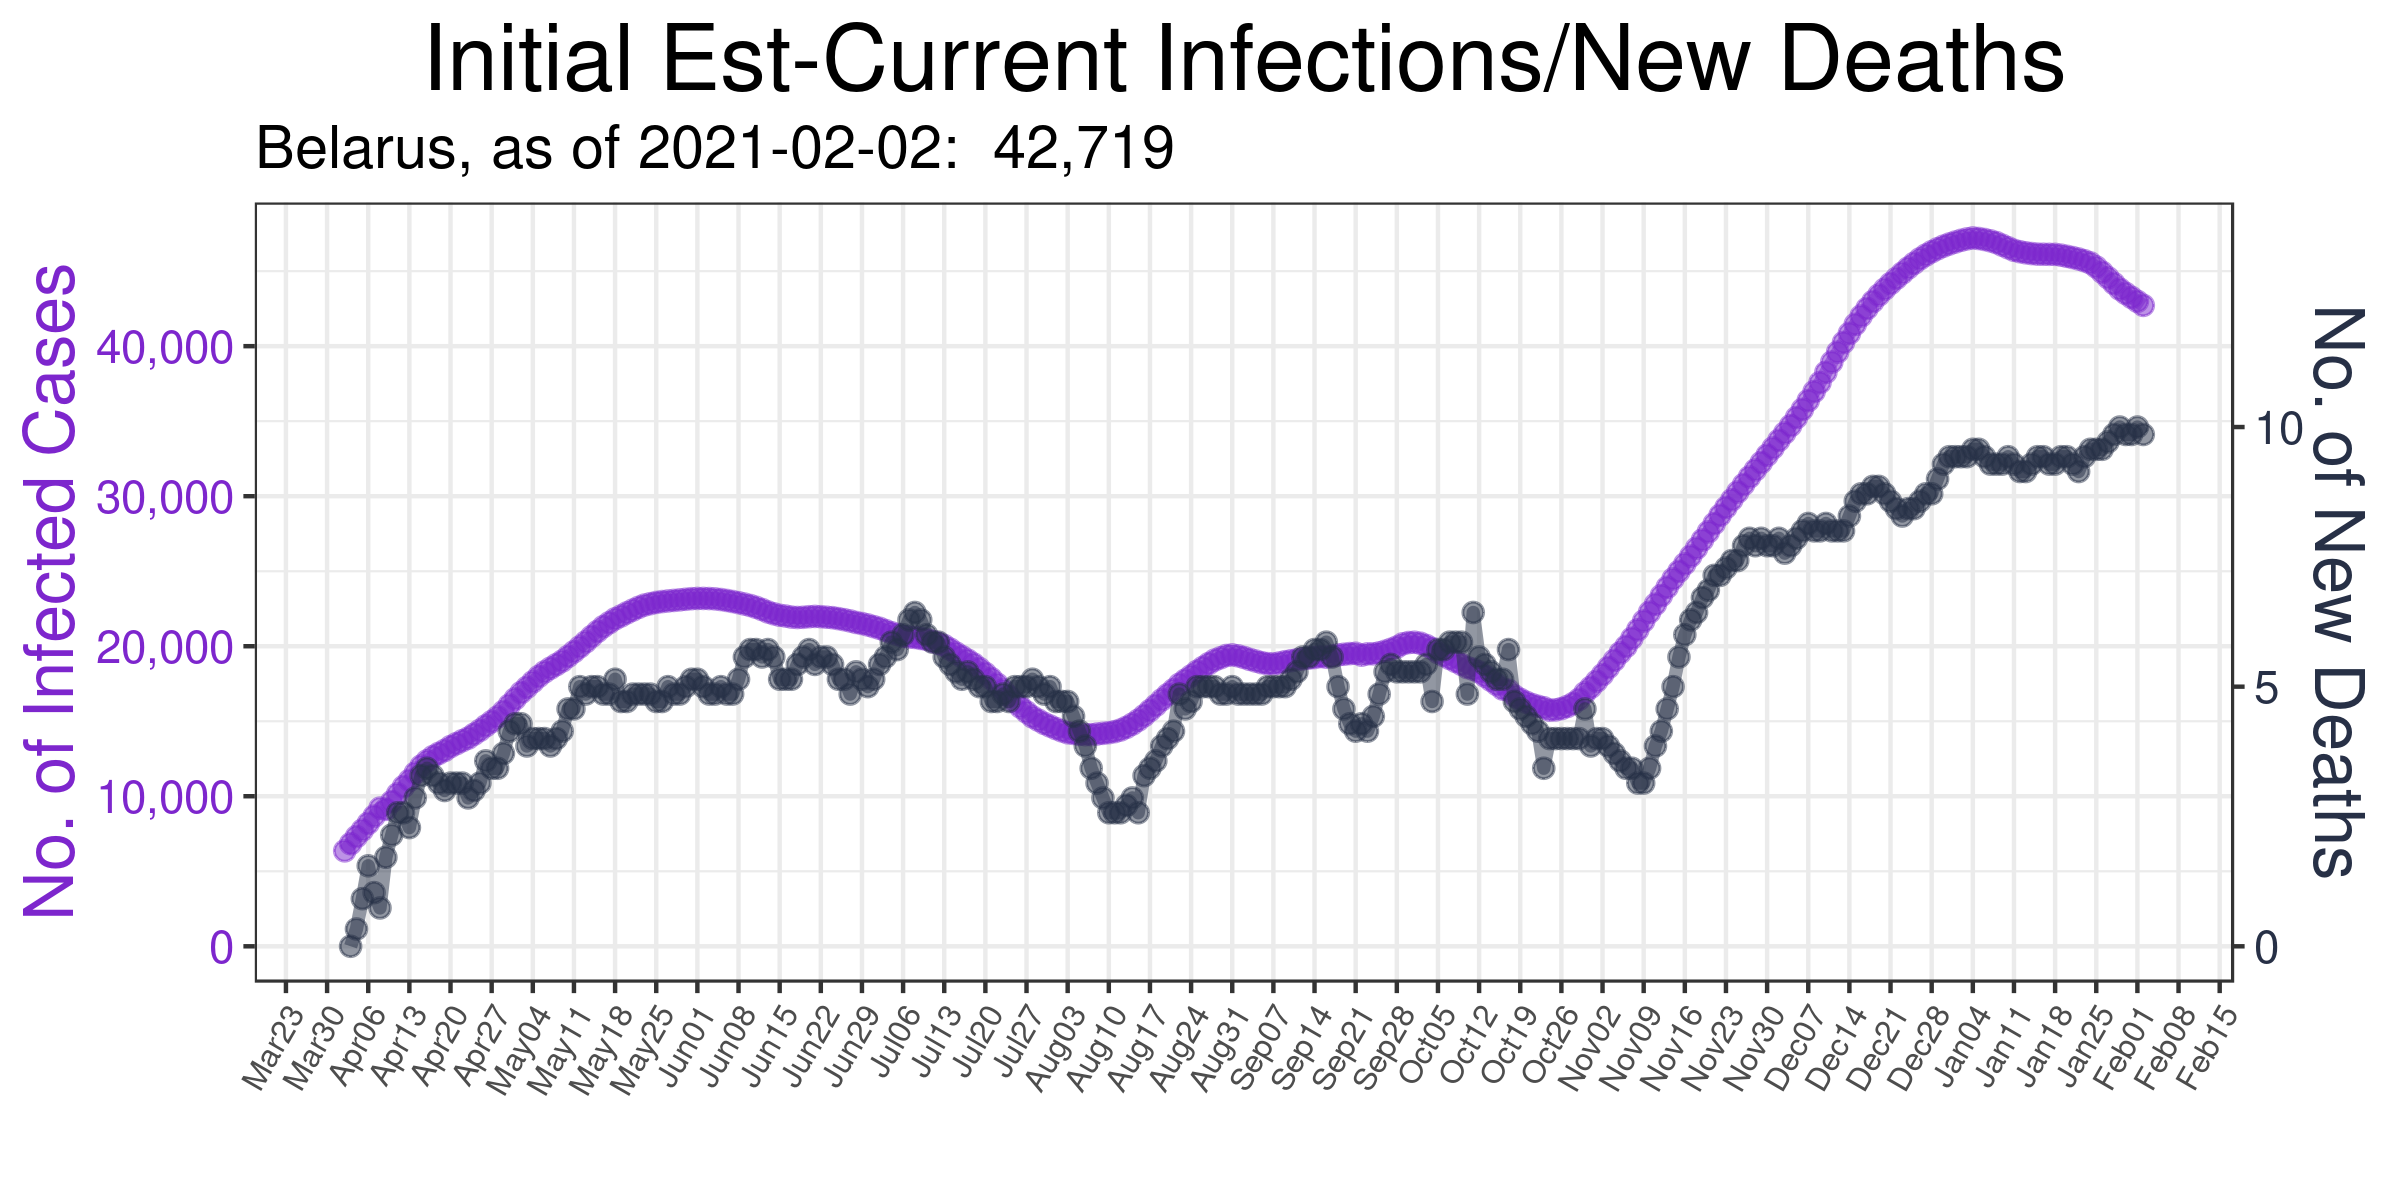 Initial Est-Current Infections/New Deaths
Belarus, as of 2021-02-02:  42,719
No. of Infected Cases
40,000
30,000
20,000
10,000
0
No. of New Deaths
10
5
0
Mar23
Mar30
Apr06
Apr13
Apr20
Apr27
May04
May11
May18
May25
Jun01
Jun08
Jun15
Jun22
Jun29
Jul06
Jul13
Jul20
Jul27
Aug03
Aug10
Aug17
Aug24
Aug31
Sep07
Sep14
Sep21
Sep28
Oct05
Oct12
Oct19
Oct26
Nov02
Nov09
Nov16
Nov23
Nov30
Dec07
Dec14
Dec21
Dec28
Jan04
Jan11
Jan18
Jan25
Feb01
Feb08
Feb15